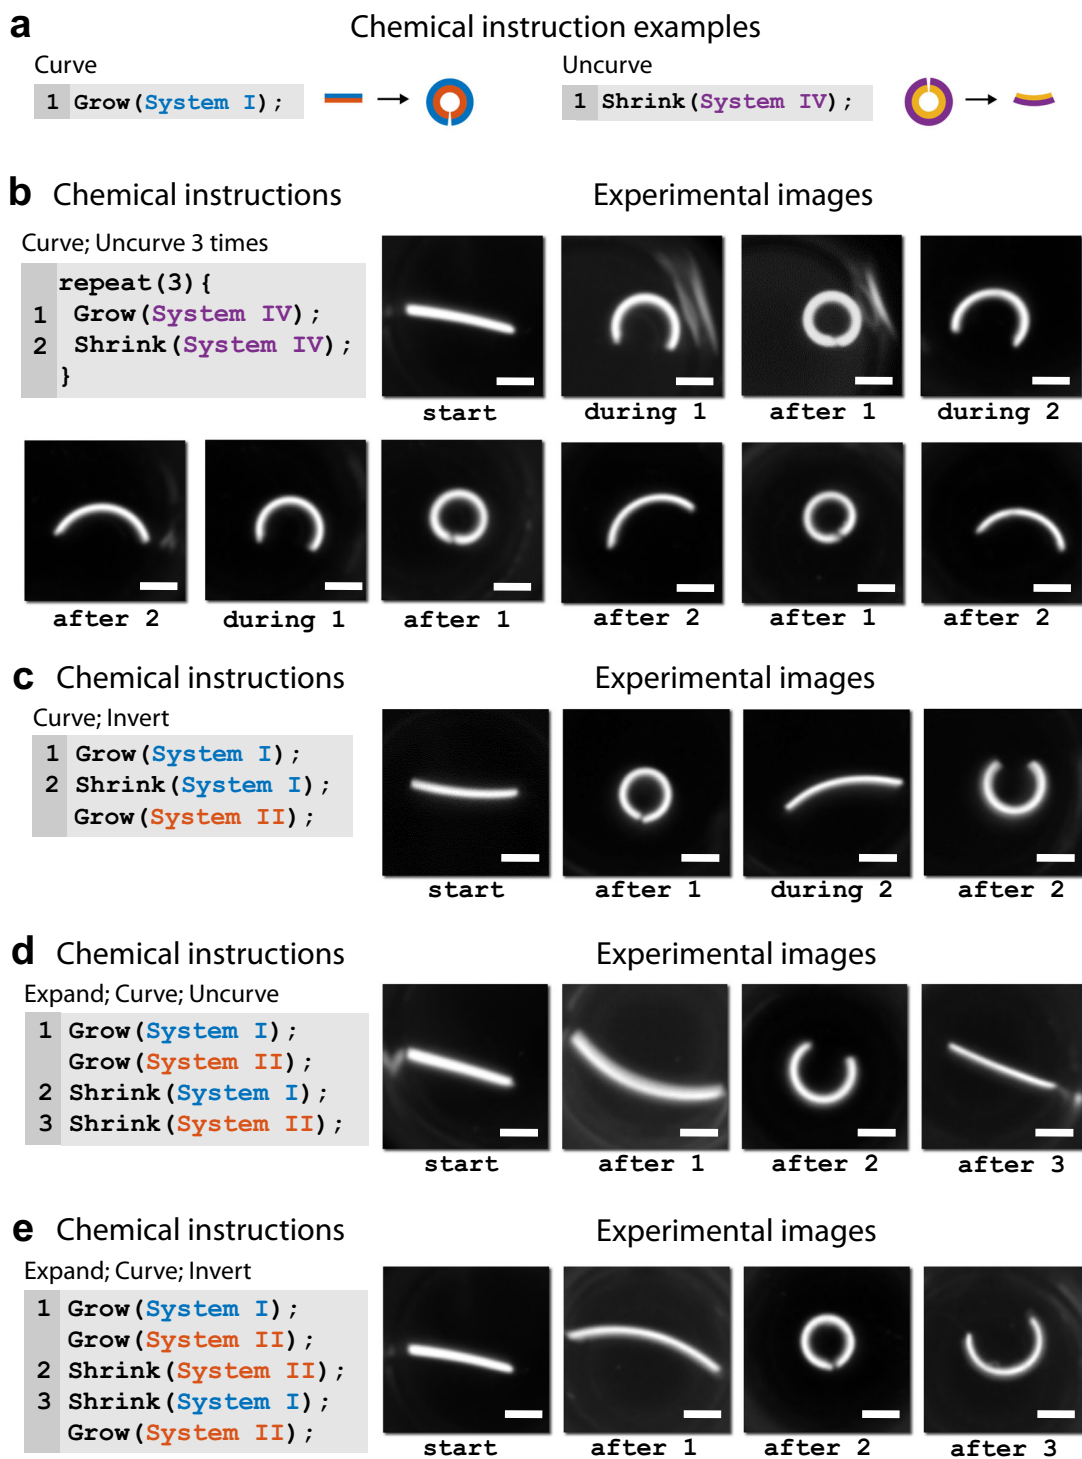 a Chemical instruction examples
Curve
1 Grow(System I);
Uncurve
1 Shrink(System IV);
b Chemical instructions
Experimental images
Curve; Uncurve 3 times
repeat(3){
1 Grow(System IV);
2 Shrink(System IV);
}
start during 1 after 1 during 2
after 2 during 1 after 1 after 2 after 1 after 2
c Chemical instructions
Experimental images
Curve; Invert
1 Grow(System I);
2 Shrink(System I);
Grow(System II);
start after 1 during 2 after 2
d Chemical instructions
Experimental images
Expand; Curve; Uncurve
1 Grow(System I);
Grow(System II);
2 Shrink(System I);
3 Shrink(System II);
start after 1 after 2 after 3
e Chemical instructions
Experimental images
Expand; Curve; Invert
1 Grow(System I);
Grow(System II);
2 Shrink(System II);
3 Shrink(System I);
Grow(System II);
start after 1 after 2 after 3